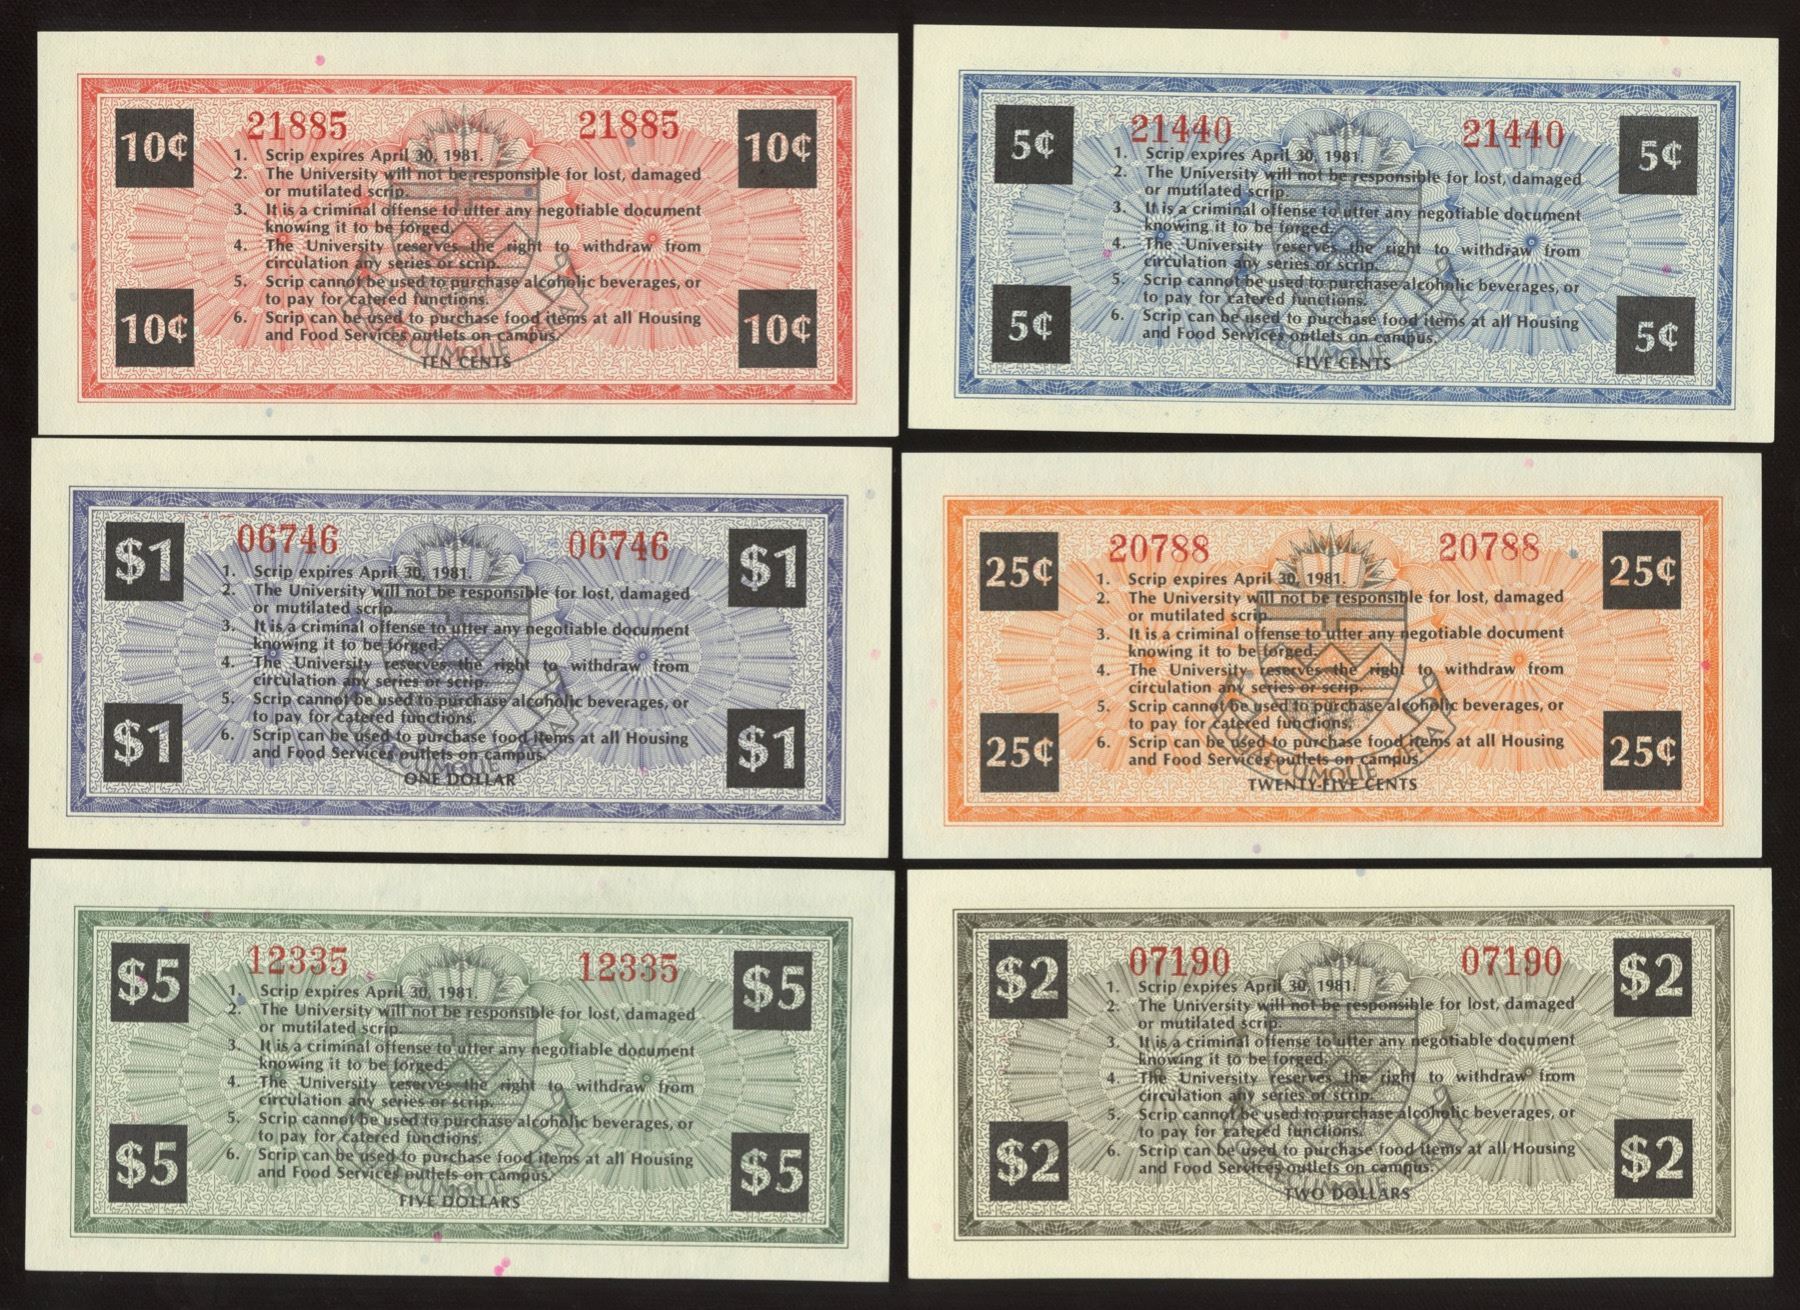 10¢ 21885 21885 10¢
1. Scrip expires April 30, 1981.
2. The University will not be responsible for lost, damaged
or mutilated scrip.
3. It is a criminal offense to utter any negotiable document
knowing it to be forged.
4. The University reserves the right to withdraw from
circulation any series or scrip.
5. Scrip cannot be used to purchase alcoholic beverages, or
to pay for catered functions.
6. Scrip can be used to purchase food items at all Housing
and Food Services outlets on campus.
10¢ TEN CENTS 10¢
5¢ 21440 21440 5¢
1. Scrip expires April 30, 1981.
2. The University will not be responsible for lost, damaged
or mutilated scrip.
3. It is a criminal offense to utter any negotiable document
knowing it to be forged.
4. The University reserves the right to withdraw from
circulation any series or scrip.
5. Scrip cannot be used to purchase alcoholic beverages, or
to pay for catered functions.
6. Scrip can be used to purchase food items at all Housing
and Food Services outlets on campus.
5¢ FIVE CENTS 5¢
$1 06746 06746 $1
1. Scrip expires April 30, 1981.
2. The University will not be responsible for lost, damaged
or mutilated scrip.
3. It is a criminal offense to utter any negotiable document
knowing it to be forged.
4. The University reserves the right to withdraw from
circulation any series or scrip.
5. Scrip cannot be used to purchase alcoholic beverages, or
to pay for catered functions.
6. Scrip can be used to purchase food items at all Housing
and Food Services outlets on campus.
$1 ONE DOLLAR $1
25¢ 20788 20788 25¢
1. Scrip expires April 30, 1981.
2. The University will not be responsible for lost, damaged
or mutilated scrip.
3. It is a criminal offense to utter any negotiable document
knowing it to be forged.
4. The University reserves the right to withdraw from
circulation any series or scrip.
5. Scrip cannot be used to purchase alcoholic beverages, or
to pay for catered functions.
6. Scrip can be used to purchase food items at all Housing
and Food Services outlets on campus.
25¢ TWENTY-FIVE CENTS 25¢
$5 12335 12335 $5
1. Scrip expires April 30, 1981.
2. The University will not be responsible for lost, damaged
or mutilated scrip.
3. It is a criminal offense to utter any negotiable document
knowing it to be forged.
4. The University reserves the right to withdraw from
circulation any series or scrip.
5. Scrip cannot be used to purchase alcoholic beverages, or
to pay for catered functions.
6. Scrip can be used to purchase food items at all Housing
and Food Services outlets on campus.
$5 FIVE DOLLARS $5
$2 07190 07190 $2
1. Scrip expires April 30, 1981.
2. The University will not be responsible for lost, damaged
or mutilated scrip.
3. It is a criminal offense to utter any negotiable document
knowing it to be forged.
4. The University reserves the right to withdraw from
circulation any series or scrip.
5. Scrip cannot be used to purchase alcoholic beverages, or
to pay for catered functions.
6. Scrip can be used to purchase food items at all Housing
and Food Services outlets on campus.
$2 TWO DOLLARS $2